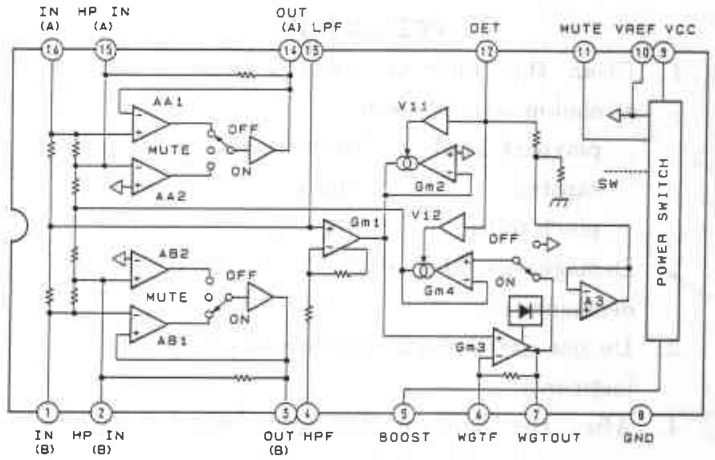 IN HP IN OUT DET MUTE VREF VCC
(A) (A) (A) LPF
16 15 14 13 12 11 10 9
AA1
V11
OFF
MUTE
ON
AA2
Gm2
SW
POWER SWITCH
Gm1
V12
OFF
AB2
OFF
MUTE
ON
AB1
ON
Gm4
A3
Gm3
1 2 3 4 5 6 7 8
IN HP IN OUT HPF BOOST WGTF WGTOUT GND
(B) (B) (B)